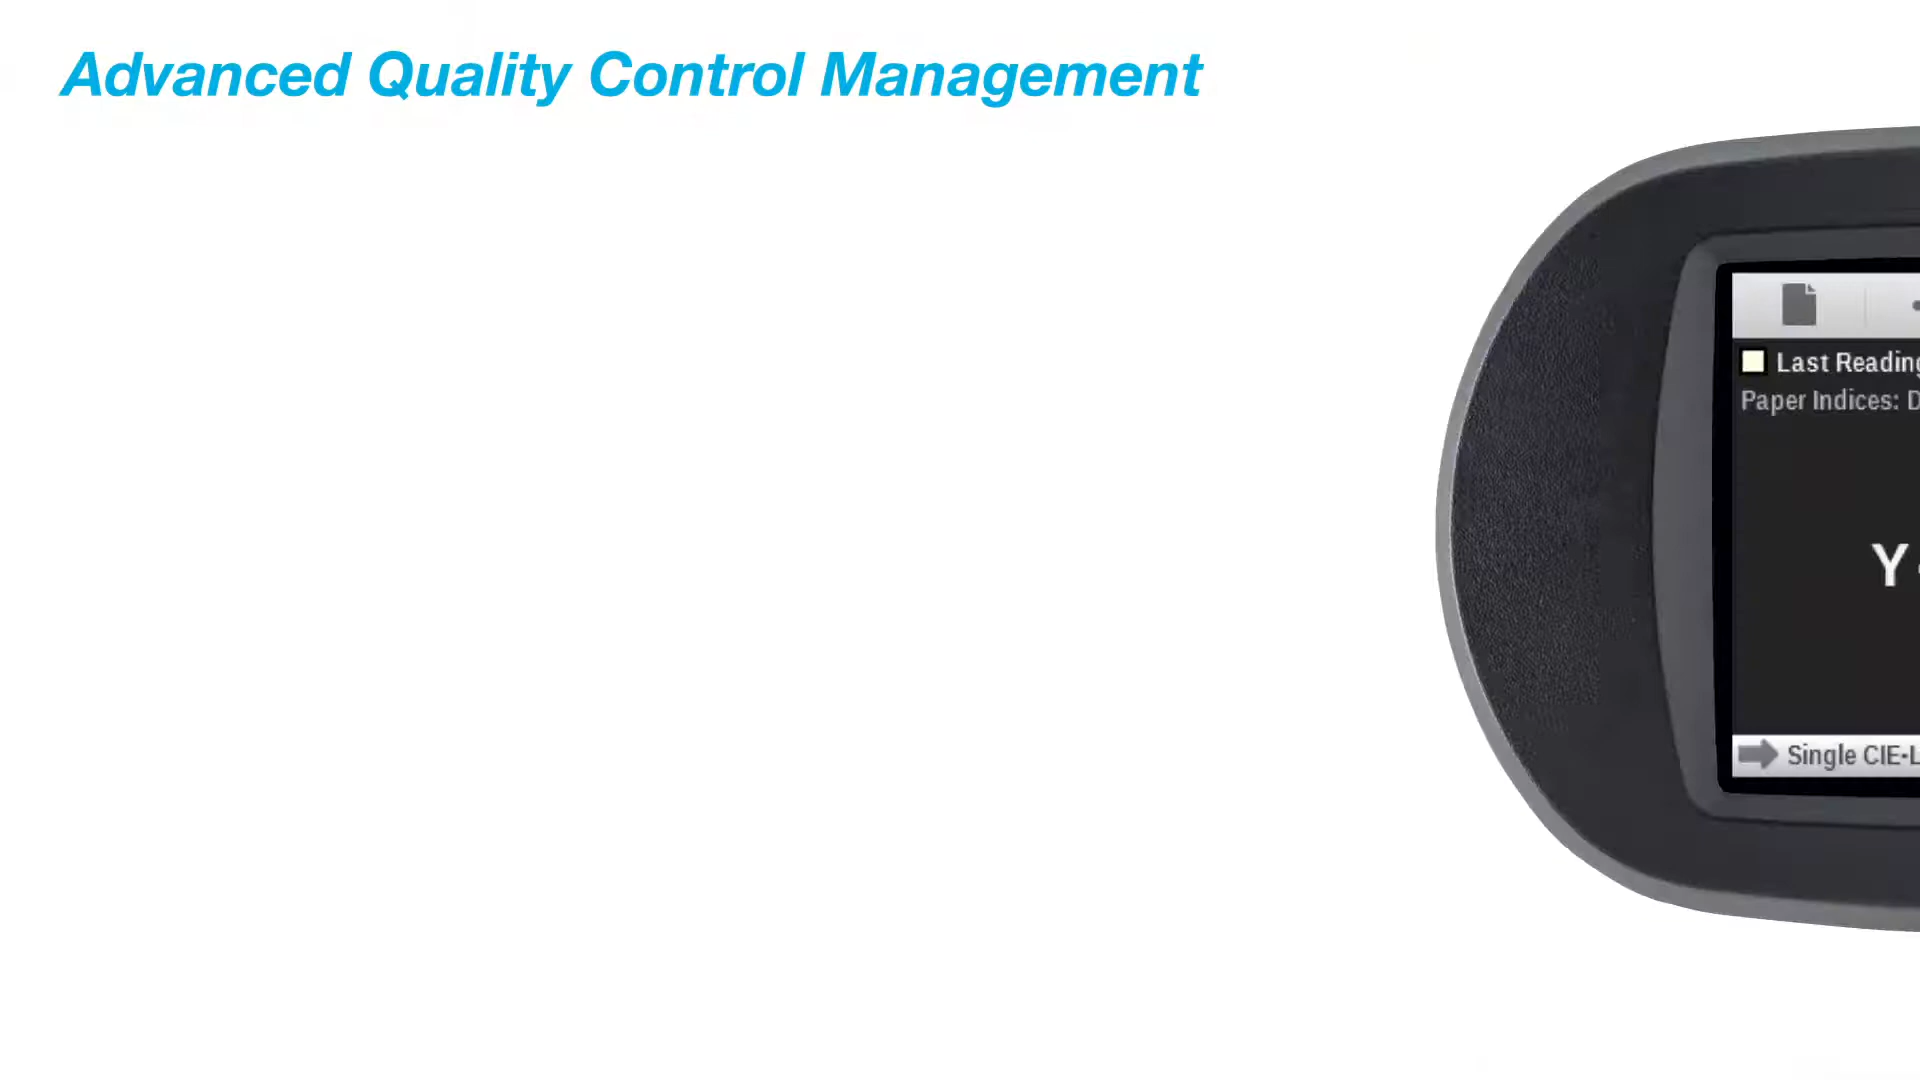 Advanced Quality Control Management
Last Reading
Paper Indices: D
Y
Single CIE-L